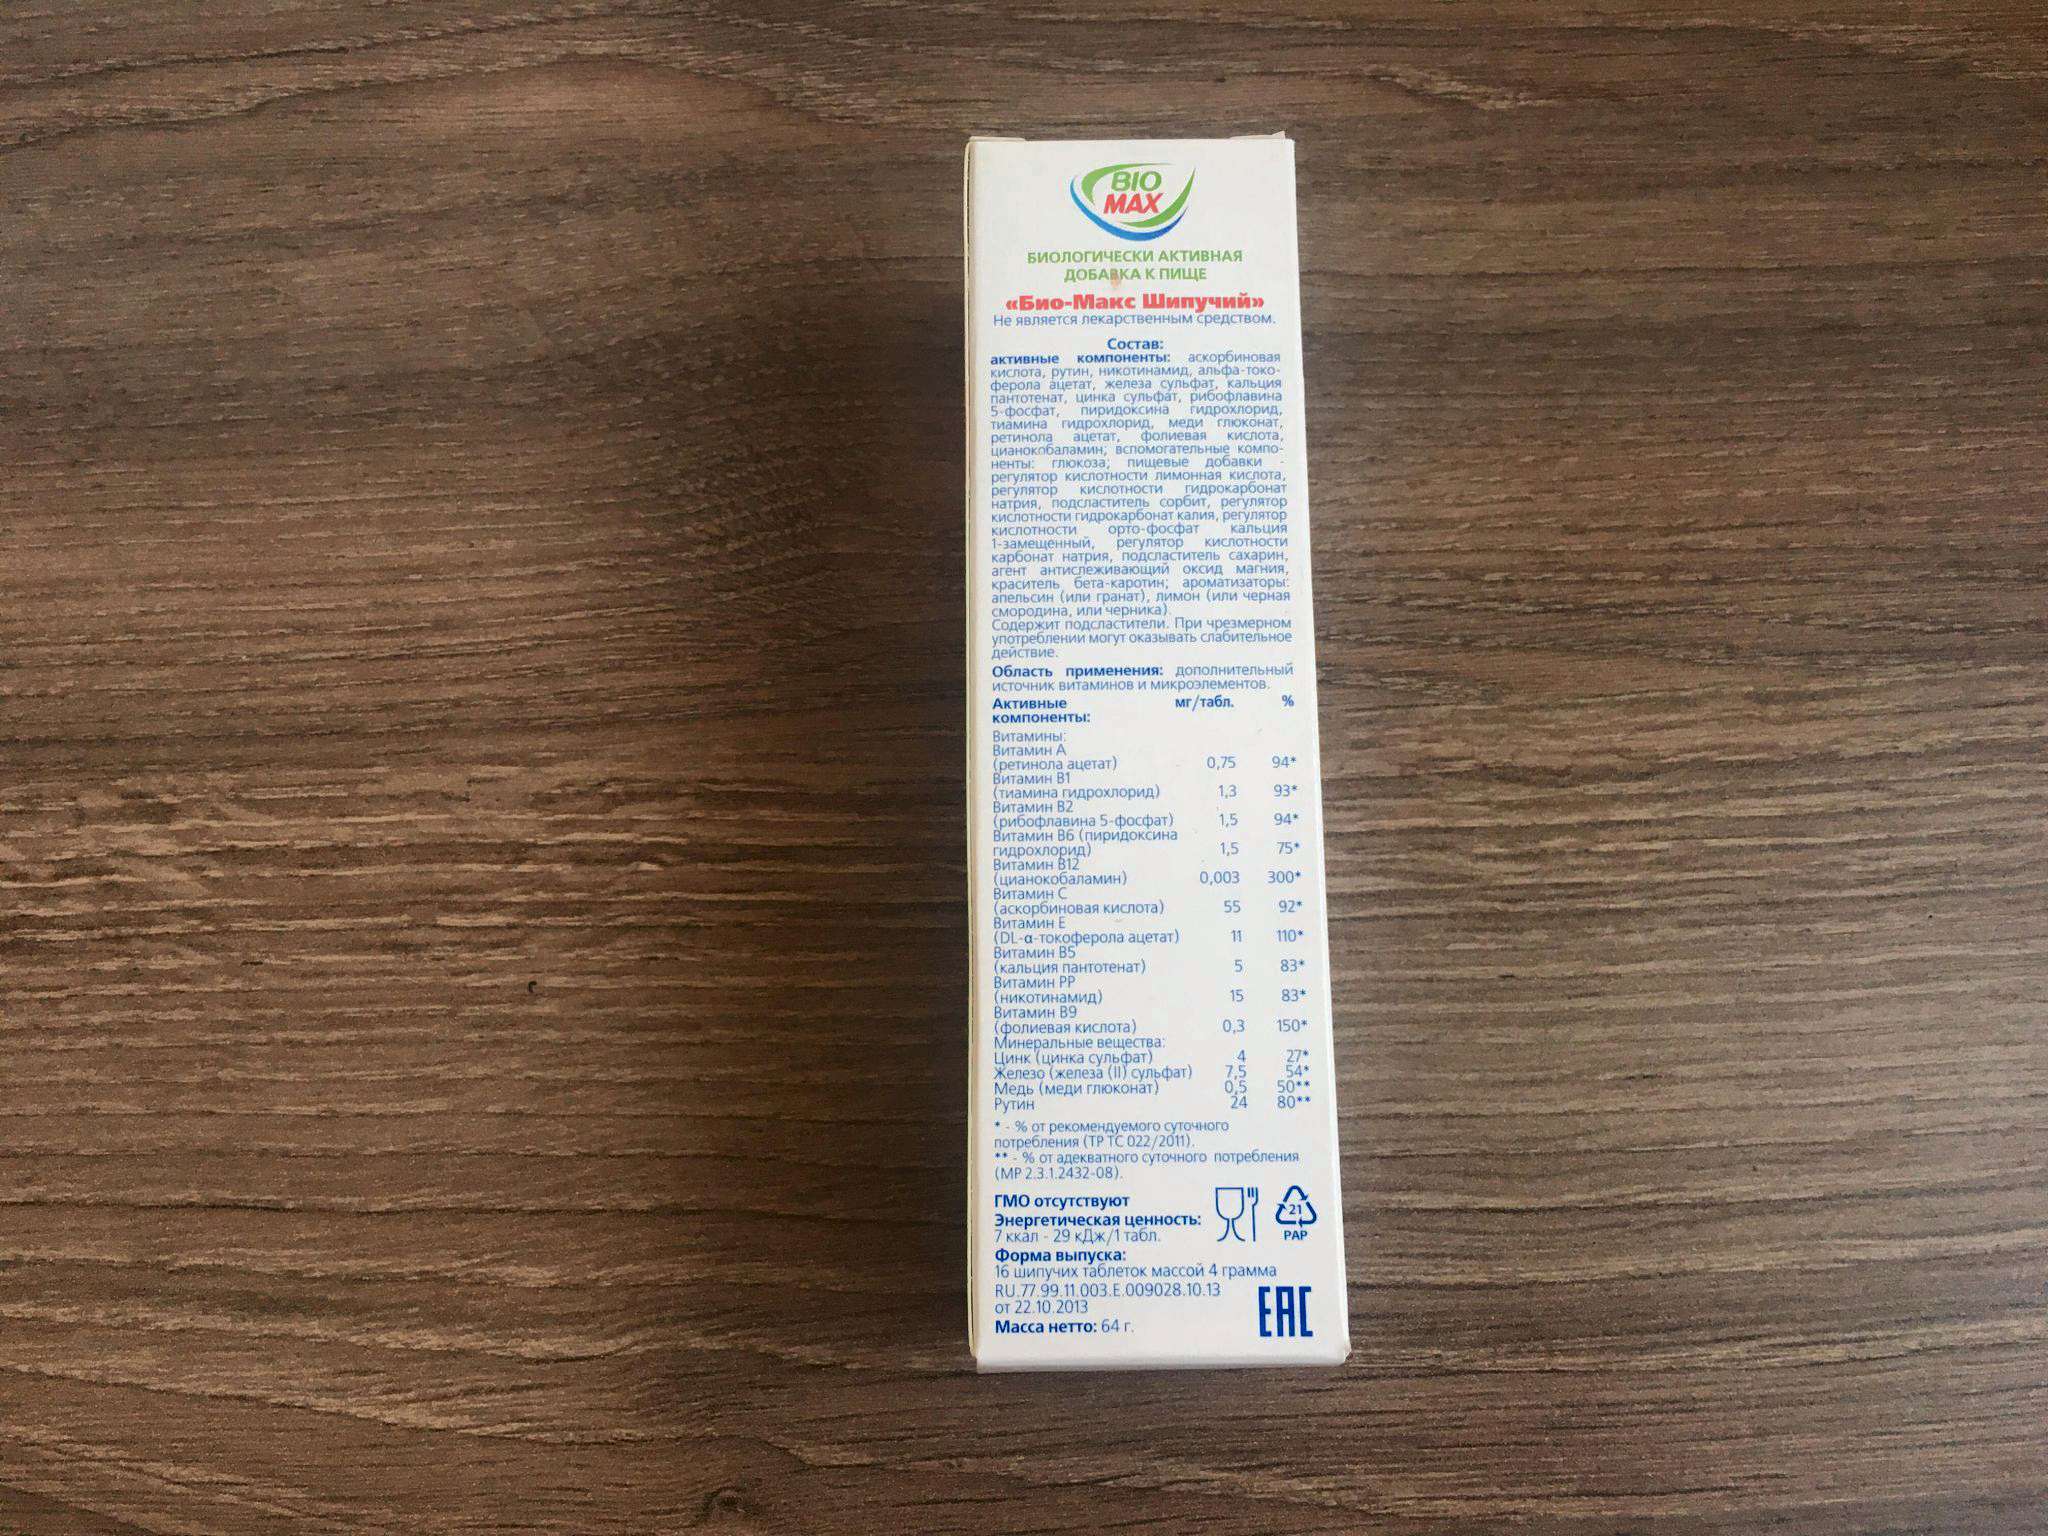 BIO
MAX
БИОЛОГИЧЕСКИ АКТИВНАЯ
ДОБАВКА К ПИЩЕ
«Био-Макс Шипучий»
Не является лекарственным средством.
Состав:
активные компоненты: аскорбиновая
кислота, рутин, никотинамид, альфа-токо-
ферола ацетат, железа сульфат, кальция
пантотенат, цинка сульфат, рибофлавина
5-фосфат, пиридоксина гидрохлорид,
тиамина гидрохлорид, меди глюконат,
ретинола ацетат, фолиевая кислота,
цианокобаламин; вспомогательные компо-
ненты: глюкоза; пищевые добавки -
регулятор кислотности лимонная кислота,
регулятор кислотности гидрокарбонат
натрия, подсластитель сорбит, регулятор
кислотности гидрокарбонат калия, регулятор
кислотности орто-фосфат кальция
1-замещенный, регулятор кислотности
карбонат натрия, подсластитель сахарин,
агент антислеживающий оксид магния,
краситель бета-каротин; ароматизаторы:
апельсин (или гранат), лимон (или черная
смородина, или черника).
Содержит подсластители. При чрезмерном
употреблении могут оказывать слабительное
действие.
Область применения: дополнительный
источник витаминов и микроэлементов.
Активные мг/табл. %
компоненты:
Витамины:
Витамин А
(ретинола ацетат) 0,75 94*
Витамин В1
(тиамина гидрохлорид) 1,3 93*
Витамин В2
(рибофлавина 5-фосфат) 1,5 94*
Витамин В6 (пиридоксина
гидрохлорид) 1,5 75*
Витамин В12
(цианокобаламин) 0,003 300*
Витамин С
(аскорбиновая кислота) 55 92*
Витамин Е
(DL-α-токоферола ацетат) 11 110*
Витамин В5
(кальция пантотенат) 5 83*
Витамин РР
(никотинамид) 15 83*
Витамин В9
(фолиевая кислота) 0,3 150*
Минеральные вещества:
Цинк (цинка сульфат) 4 27*
Железо (железа (II) сульфат) 7,5 54*
Медь (меди глюконат) 0,5 50**
Рутин 24 80**
* - % от рекомендуемого суточного
потребления (ТР ТС 022/2011).
** - % от адекватного суточного потребления
(МР 2.3.1.2432-08).
ГМО отсутствуют
Энергетическая ценность:
7 ккал - 29 кДж/1 табл.
21
PAP
Форма выпуска:
16 шипучих таблеток массой 4 грамма
RU.77.99.11.003.Е.009028.10.13
от 22.10.2013
Масса нетто: 64 г.
EAC